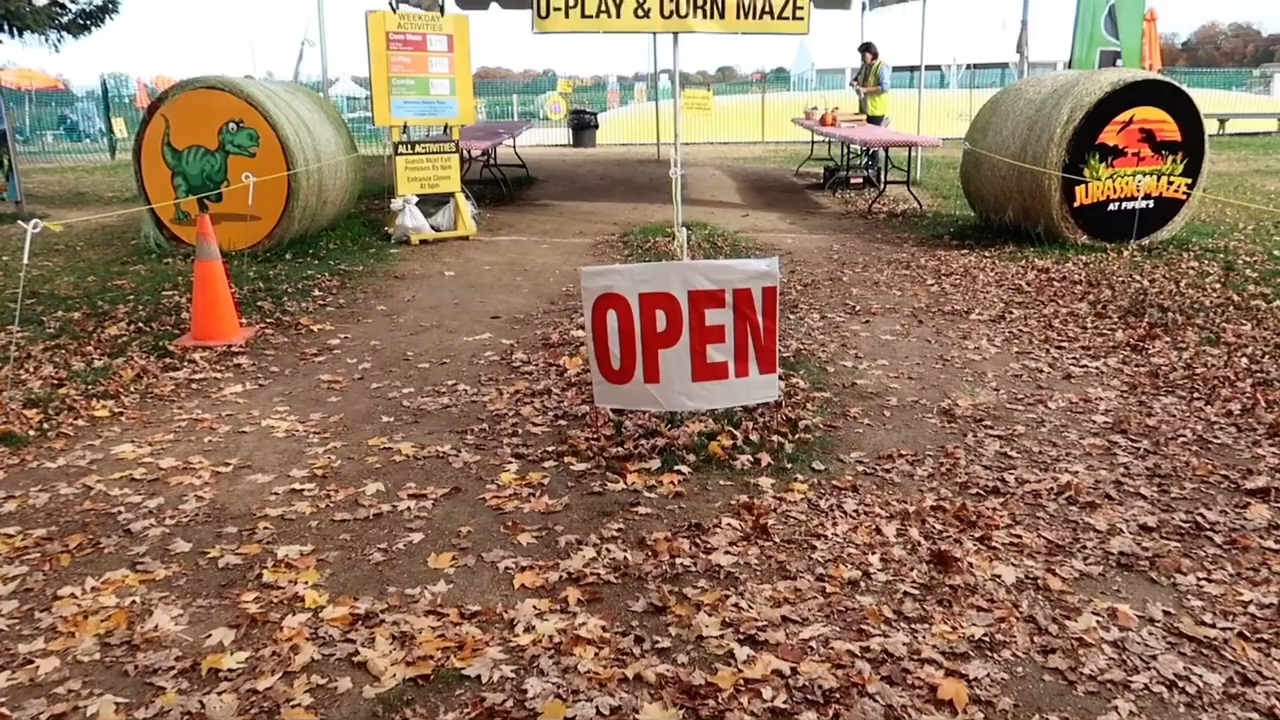 U-PLAY & CORN MAZE
WEEKDAY
ACTIVITIES
Corn Maze
U-Play
Combo
ALL ACTIVITIES
Guests Must Exit
Premises By 6pm
Entrance Closes
At 5pm
JURASSIC MAZE
AT FIFER'S
OPEN